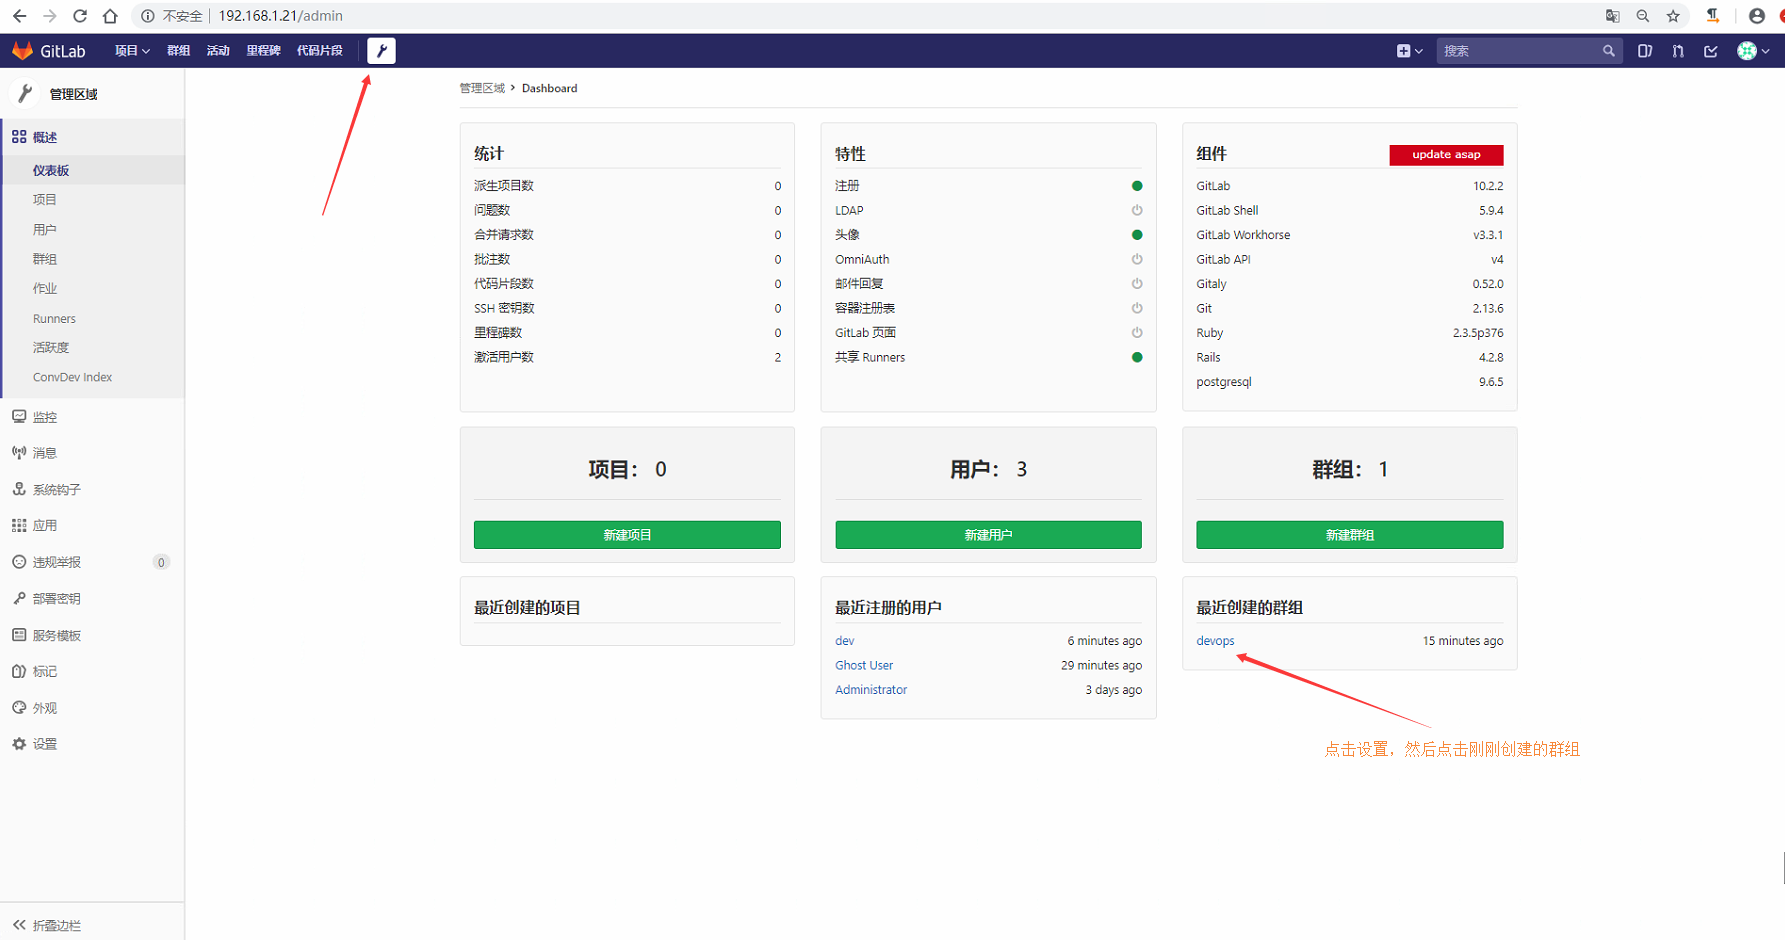 不安全 192.168.1.21/admin
GitLab 项目 群组 活动 里程碑 代码片段 搜索
管理区域
管理区域 Dashboard
概述
仪表板
项目
用户
群组
作业
Runners
活跃度
ConvDev Index
监控
消息
系统钩子
应用
违规举报 0
部署密钥
服务模板
标记
外观
设置
折叠边栏
统计
派生项目数 0
问题数 0
合并请求数 0
批注数 0
代码片段数 0
SSH 密钥数 0
里程碑数 0
激活用户数 2
特性
注册
LDAP
头像
OmniAuth
邮件回复
容器注册表
GitLab 页面
共享 Runners
组件 update asap
GitLab 10.2.2
GitLab Shell 5.9.4
GitLab Workhorse v3.3.1
GitLab API v4
Gitaly 0.52.0
Git 2.13.6
Ruby 2.3.5p376
Rails 4.2.8
postgresql 9.6.5
项目： 0
新建项目
用户： 3
新建用户
群组： 1
新建群组
最近创建的项目
最近注册的用户
dev 6 minutes ago
Ghost User 29 minutes ago
Administrator 3 days ago
最近创建的群组
devops 15 minutes ago
点击设置，然后点击刚刚创建的群组